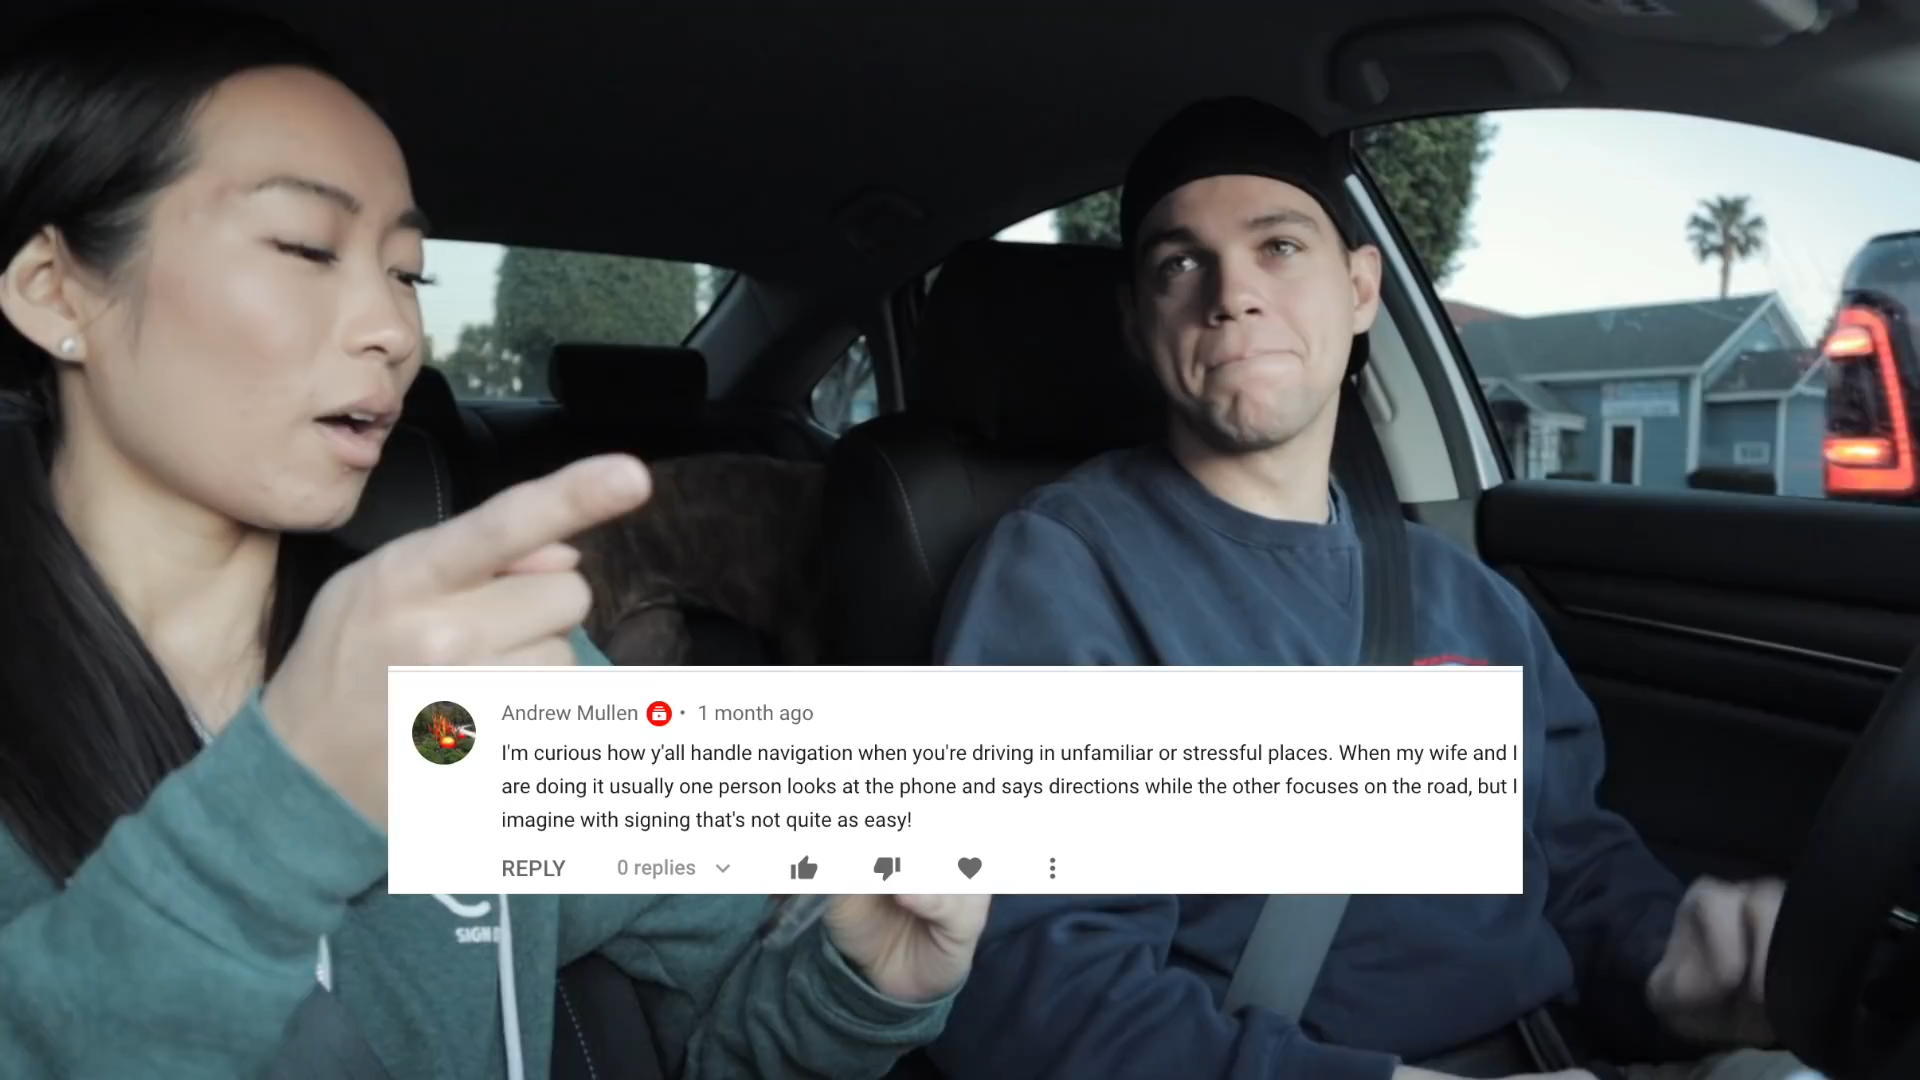 Andrew Mullen • 1 month ago
I'm curious how y'all handle navigation when you're driving in unfamiliar or stressful places. When my wife and I
are doing it usually one person looks at the phone and says directions while the other focuses on the road, but I
imagine with signing that's not quite as easy!
REPLY 0 replies
SIGN